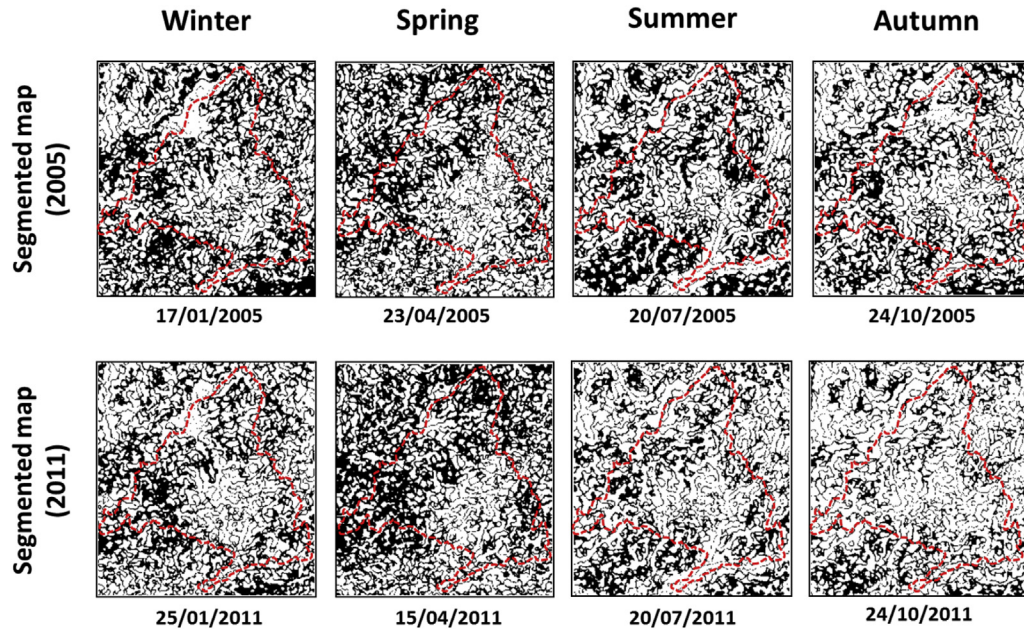 Winter Spring Summer Autumn
Segmented map
(2005)
17/01/2005 23/04/2005 20/07/2005 24/10/2005
Segmented map
(2011)
25/01/2011 15/04/2011 20/07/2011 24/10/2011